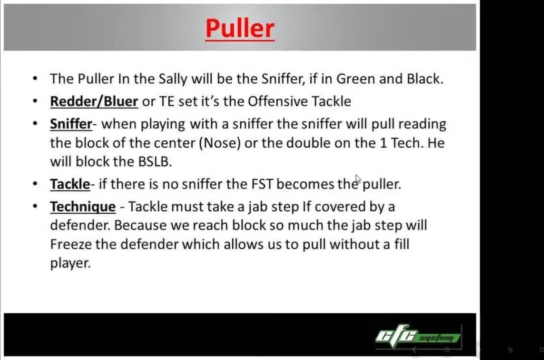 Puller
• The Puller In the Sally will be the Sniffer, if in Green and Black.
• Redder/Bluer or TE set it's the Offensive Tackle
• Sniffer- when playing with a sniffer the sniffer will pull reading
the block of the center (Nose) or the double on the 1 Tech. He
will block the BSLB.
• Tackle- if there is no sniffer the FST becomes the puller.
• Technique - Tackle must take a jab step If covered by a
defender. Because we reach block so much the jab step will
Freeze the defender which allows us to pull without a fill
player.
cfc